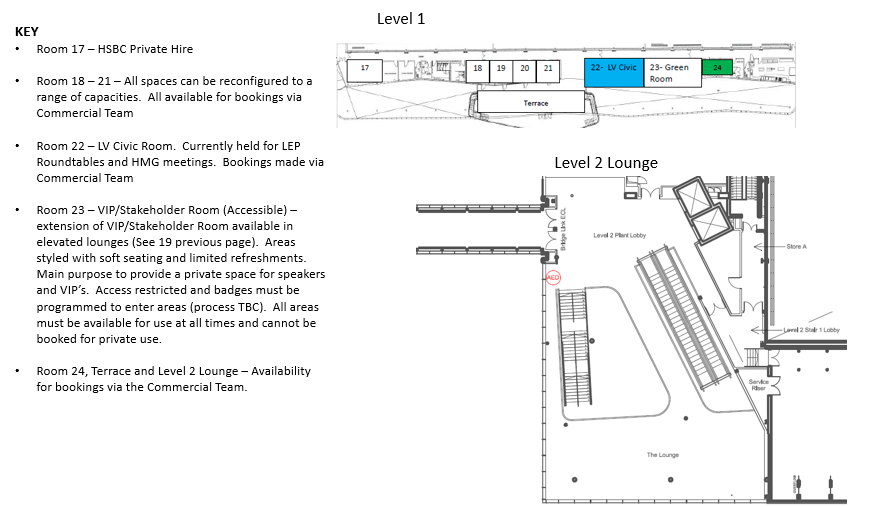 Level 1
KEY
• Room 17 – HSBC Private Hire
• Room 18 – 21 – All spaces can be reconfigured to a
range of capacities.  All available for bookings via
Commercial Team
• Room 22 – LV Civic Room.  Currently held for LEP
Roundtables and HMG meetings.  Bookings made via
Commercial Team
• Room 23 – VIP/Stakeholder Room (Accessible) –
extension of VIP/Stakeholder Room available in
elevated lounges (See 19 previous page).  Areas
styled with soft seating and limited refreshments.
Main purpose to provide a private space for speakers
and VIP's.  Access restricted and badges must be
programmed to enter areas (process TBC).  All areas
must be available for use at all times and cannot be
booked for private use.
• Room 24, Terrace and Level 2 Lounge – Availability
for bookings via the Commercial Team.
17
18
19
20
21
22- LV Civic
23- Green
Room
24
Terrace
Level 2 Lounge
Bridge Link ECL
Level 2 Plant Lobby
Store A
AED
Level 2 Stair 1 Lobby
Service
Riser
The Lounge